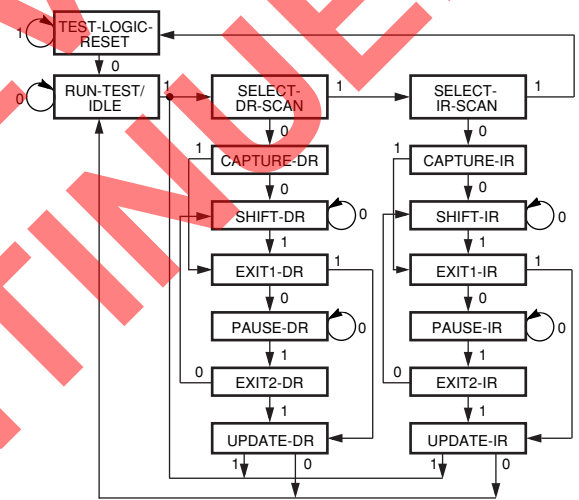 TEST-LOGIC-
RESET
1
0
RUN-TEST/
IDLE
0
1
SELECT-
DR-SCAN
1
SELECT-
IR-SCAN
1
0
0
1
CAPTURE-DR
1
CAPTURE-IR
0
0
SHIFT-DR
0
SHIFT-IR
0
1
1
EXIT1-DR
1
EXIT1-IR
1
0
0
PAUSE-DR
0
PAUSE-IR
0
1
1
0
EXIT2-DR
0
EXIT2-IR
1
1
UPDATE-DR
UPDATE-IR
1
0
1
0
TINUE